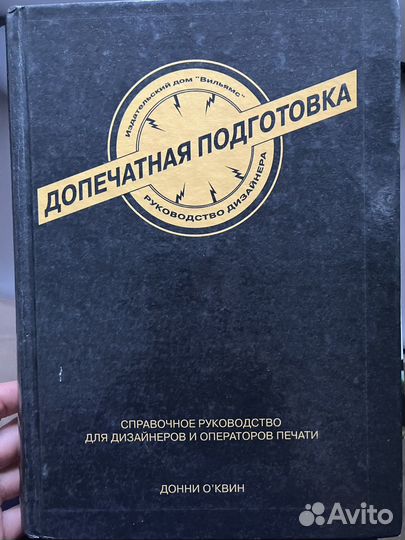 Издательский дом "Вильямс"
ДОПЕЧАТНАЯ ПОДГОТОВКА
РУКОВОДСТВО ДИЗАЙНЕРА
СПРАВОЧНОЕ РУКОВОДСТВО
ДЛЯ ДИЗАЙНЕРОВ И ОПЕРАТОРОВ ПЕЧАТИ
ДОННИ О'КВИН
Avito